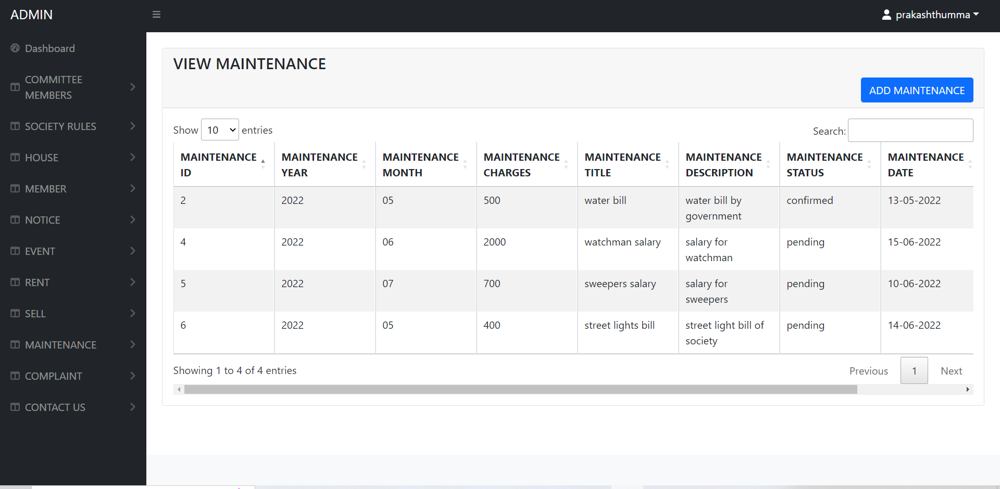 ADMIN
prakashthumma
Dashboard
COMMITTEE
MEMBERS
SOCIETY RULES
HOUSE
MEMBER
NOTICE
EVENT
RENT
SELL
MAINTENANCE
COMPLAINT
CONTACT US
VIEW MAINTENANCE
ADD MAINTENANCE
Show 10 entries
Search:
MAINTENANCE ID MAINTENANCE YEAR MAINTENANCE MONTH MAINTENANCE CHARGES MAINTENANCE TITLE MAINTENANCE DESCRIPTION MAINTENANCE STATUS MAINTENANCE DATE
2 2022 05 500 water bill water bill by government confirmed 13-05-2022
4 2022 06 2000 watchman salary salary for watchman pending 15-06-2022
5 2022 07 700 sweepers salary salary for sweepers pending 10-06-2022
6 2022 05 400 street lights bill street light bill of society pending 14-06-2022
Showing 1 to 4 of 4 entries
Previous 1 Next